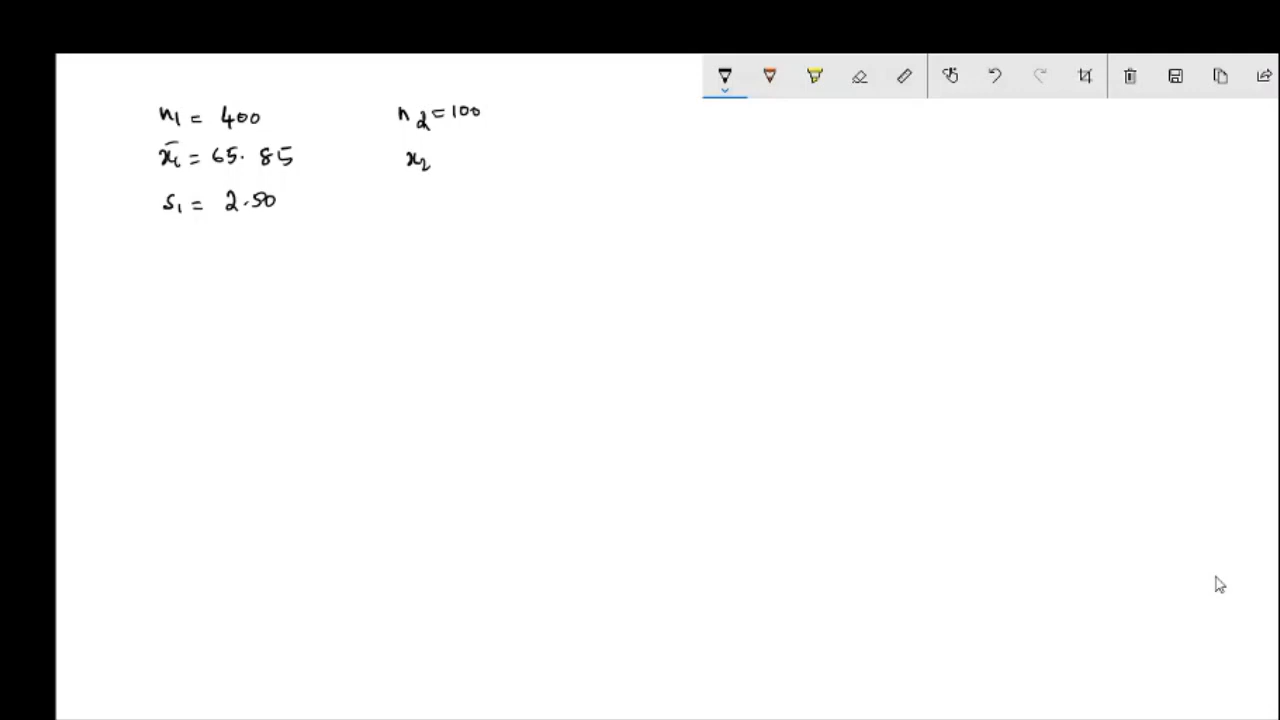 n₁ = 400 n₂ = 100
x̄₁ = 65.85 x₂
s₁ = 2.50